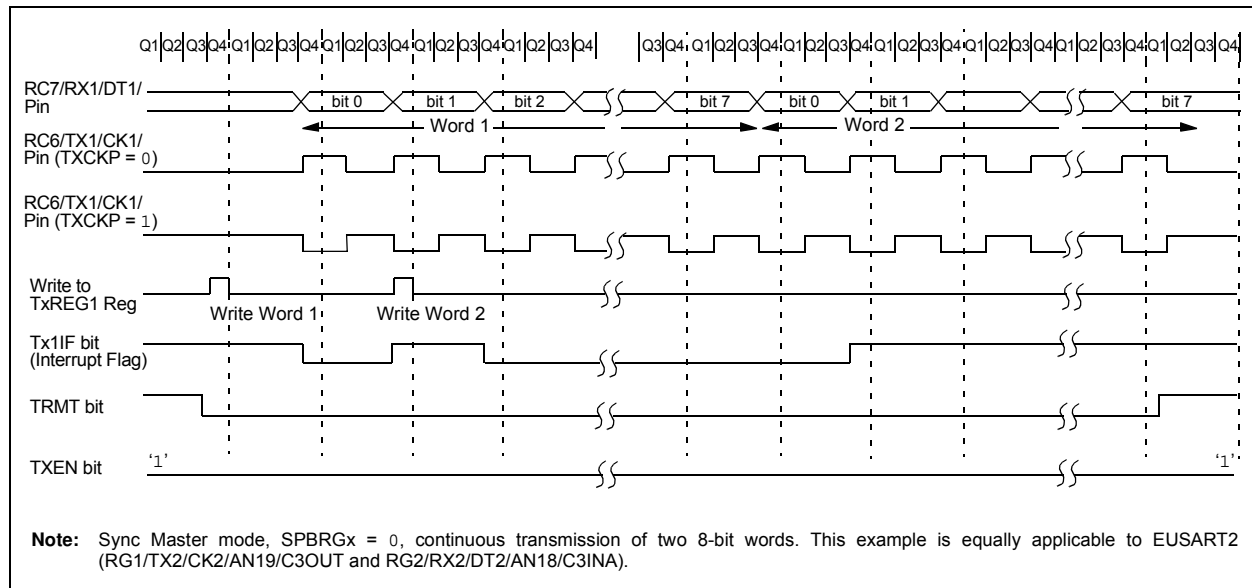 Q1 Q2 Q3 Q4 Q1 Q2 Q3 Q4 Q1 Q2 Q3 Q4 Q1 Q2 Q3 Q4 Q1 Q2 Q3 Q4 Q3 Q4 Q1 Q2 Q3 Q4 Q1 Q2 Q3 Q4 Q1 Q2 Q3 Q4 Q1 Q2 Q3 Q4 Q1 Q2 Q3 Q4 Q1 Q2 Q3 Q4
RC7/RX1/DT1/
Pin
bit 0 bit 1 bit 2 bit 7 bit 0 bit 1 bit 7
Word 1 Word 2
RC6/TX1/CK1/
Pin (TXCKP = 0)
RC6/TX1/CK1/
Pin (TXCKP = 1)
Write to
TxREG1 Reg
Write Word 1 Write Word 2
Tx1IF bit
(Interrupt Flag)
TRMT bit
TXEN bit
‘1’ ‘1’
Note: Sync Master mode, SPBRGx = 0, continuous transmission of two 8-bit words. This example is equally applicable to EUSART2
(RG1/TX2/CK2/AN19/C3OUT and RG2/RX2/DT2/AN18/C3INA).